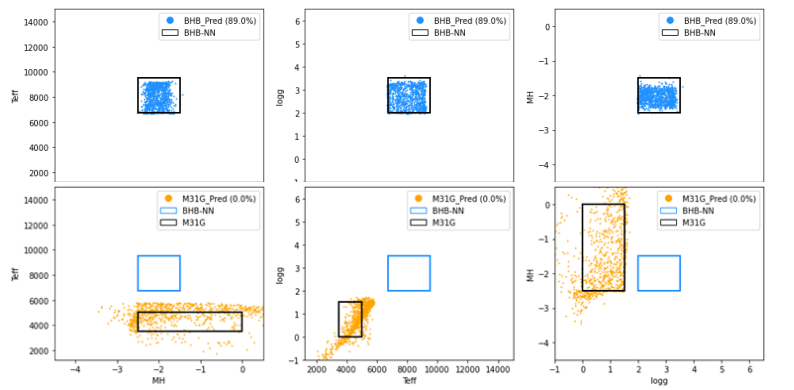 BHB_Pred (89.0%)
BHB-NN
14000
12000
10000
8000
6000
4000
2000
Teff
BHB_Pred (89.0%)
BHB-NN
6
5
4
3
2
1
0
−1
logg
BHB_Pred (89.0%)
BHB-NN
0
−1
−2
−3
−4
MH
M31G_Pred (0.0%)
BHB-NN
M31G
14000
12000
10000
8000
6000
4000
2000
Teff
−4 −3 −2 −1 0
MH
M31G_Pred (0.0%)
BHB-NN
M31G
6
5
4
3
2
1
0
−1
logg
2000 4000 6000 8000 10000 12000 14000
Teff
M31G_Pred (0.0%)
BHB-NN
M31G
0
−1
−2
−3
−4
MH
−1 0 1 2 3 4 5 6
logg